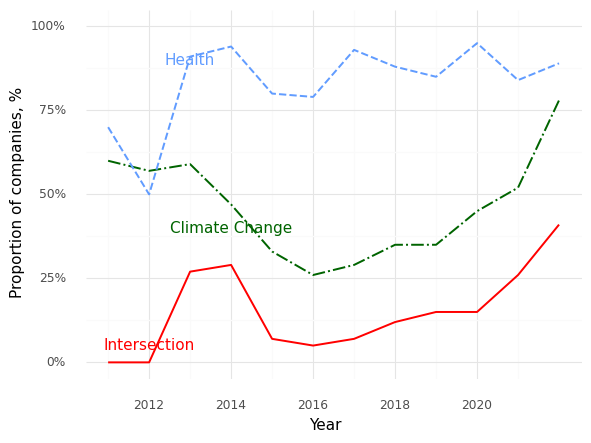 100%
Health
75%
Proportion of companies, %
50%
Climate Change
25%
Intersection
0%
2012 2014 2016 2018 2020
Year